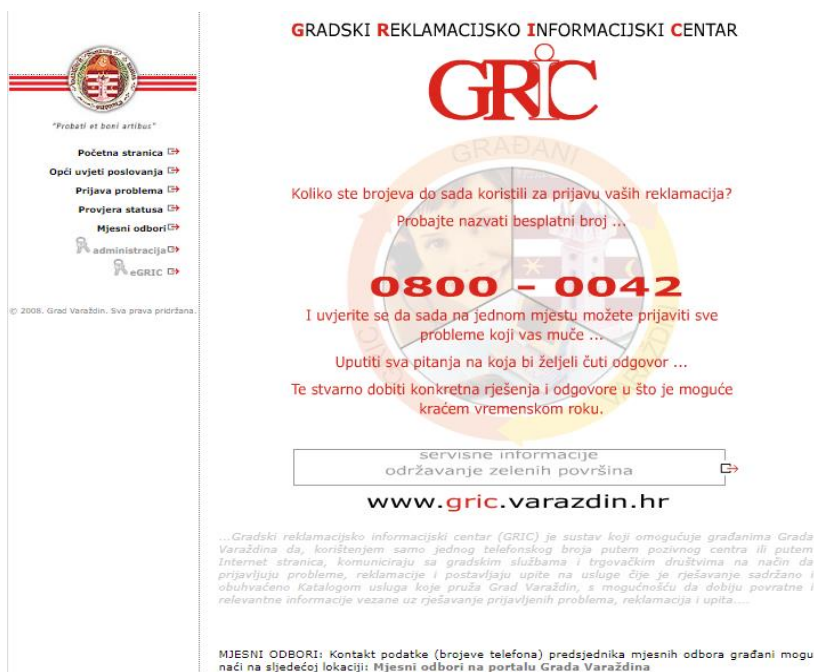 "Probati et boni artibus"
Početna stranica
Opći uvjeti poslovanja
Prijava problema
Provjera statusa
Mjesni odbori
administracija
eGRIC
© 2008. Grad Varaždin. Sva prava pridržana.
GRADSKI REKLAMACIJSKO INFORMACIJSKI CENTAR
GRIC
GRAĐANI
Koliko ste brojeva do sada koristili za prijavu vaših reklamacija?
Probajte nazvati besplatni broj ...
0800 - 0042
I uvjerite se da sada na jednom mjestu možete prijaviti sve
probleme koji vas muče ...
GRIC
VARAŽDIN
Uputiti sva pitanja na koja bi željeli čuti odgovor ...
Te stvarno dobiti konkretna rješenja i odgovore u što je moguće
kraćem vremenskom roku.
servisne informacije
održavanje zelenih površina
www.gric.varazdin.hr
...Gradski reklamacijsko informacijski centar (GRIC) je sustav koji omogućuje građanima Grada
Varaždina da, korištenjem samo jednog telefonskog broja putem pozivnog centra ili putem
Internet stranica, komuniciraju sa gradskim službama i trgovačkim društvima na način da
prijavljuju probleme, reklamacije i postavljaju upite na usluge čije je rješavanje sadržano i
obuhvaćeno Katalogom usluga koje pruža Grad Varaždin, s mogućnošću da dobiju povratne i
relevantne informacije vezane uz rješavanje prijavljenih problema, reklamacija i upita....
MJESNI ODBORI: Kontakt podatke (brojeve telefona) predsjednika mjesnih odbora građani mogu
naći na sljedećoj lokaciji: Mjesni odbori na portalu Grada Varaždina